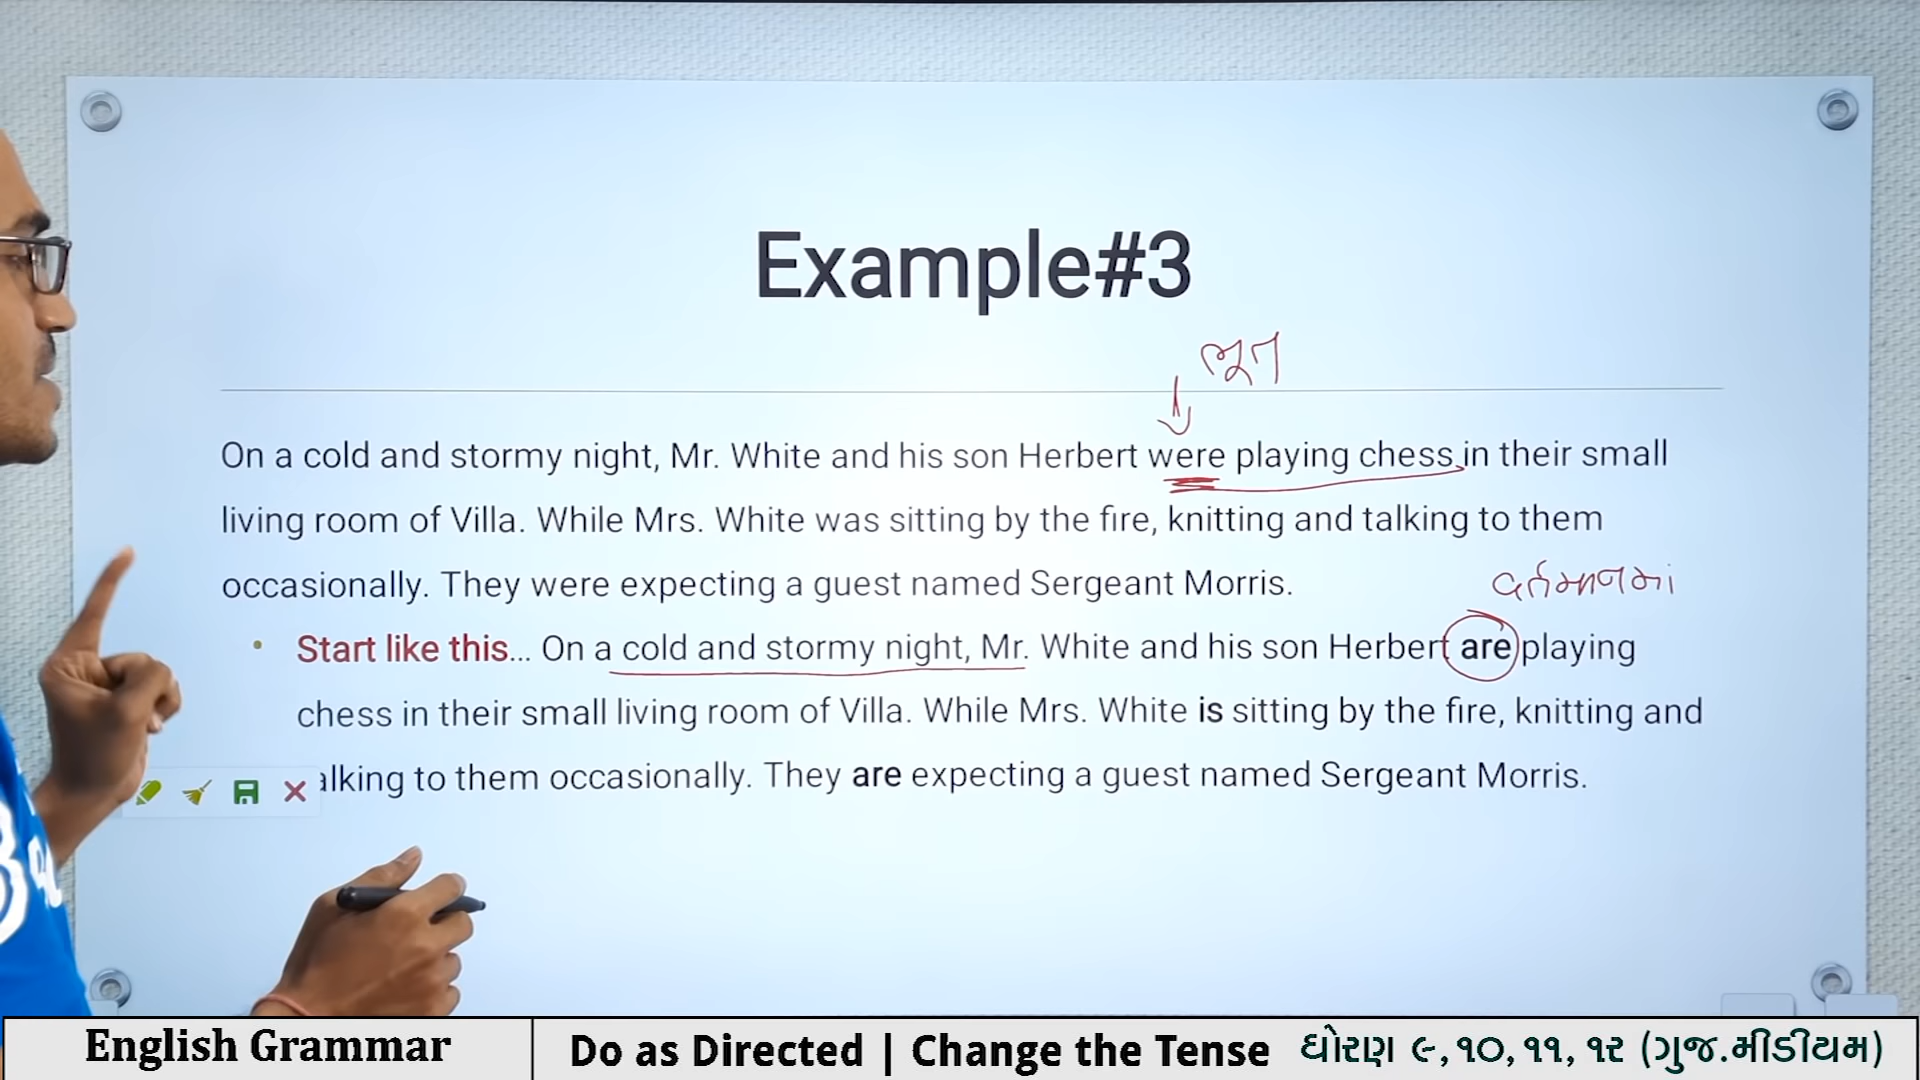 Example#3
ભૂત
On a cold and stormy night, Mr. White and his son Herbert were playing chess in their small
living room of Villa. While Mrs. White was sitting by the fire, knitting and talking to them
occasionally. They were expecting a guest named Sergeant Morris.
વર્તમાનમાં
• Start like this... On a cold and stormy night, Mr. White and his son Herbert are playing
chess in their small living room of Villa. While Mrs. White is sitting by the fire, knitting and
alking to them occasionally. They are expecting a guest named Sergeant Morris.
English Grammar
Do as Directed | Change the Tense ધોરણ ૯, ૧૦, ૧૧, ૧૨ (ગુજ.મીડીયમ)